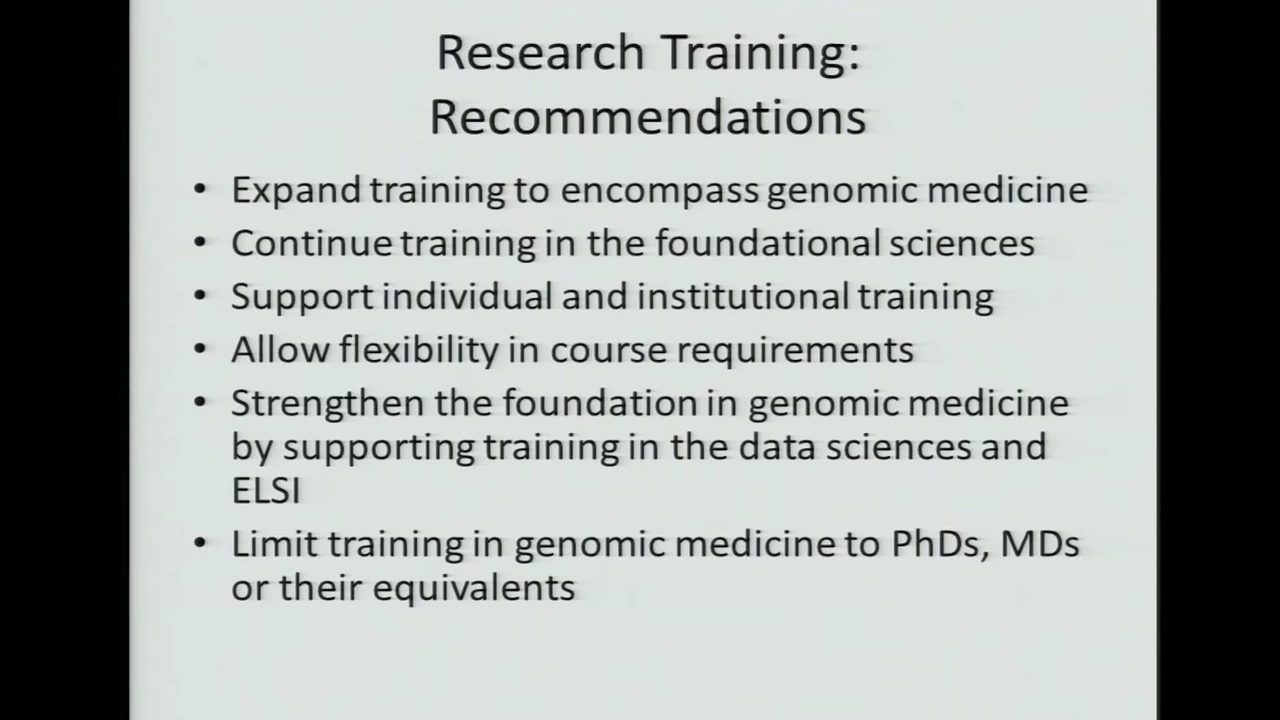 Research Training:
Recommendations
• Expand training to encompass genomic medicine
• Continue training in the foundational sciences
• Support individual and institutional training
• Allow flexibility in course requirements
• Strengthen the foundation in genomic medicine
by supporting training in the data sciences and
ELSI
• Limit training in genomic medicine to PhDs, MDs
or their equivalents